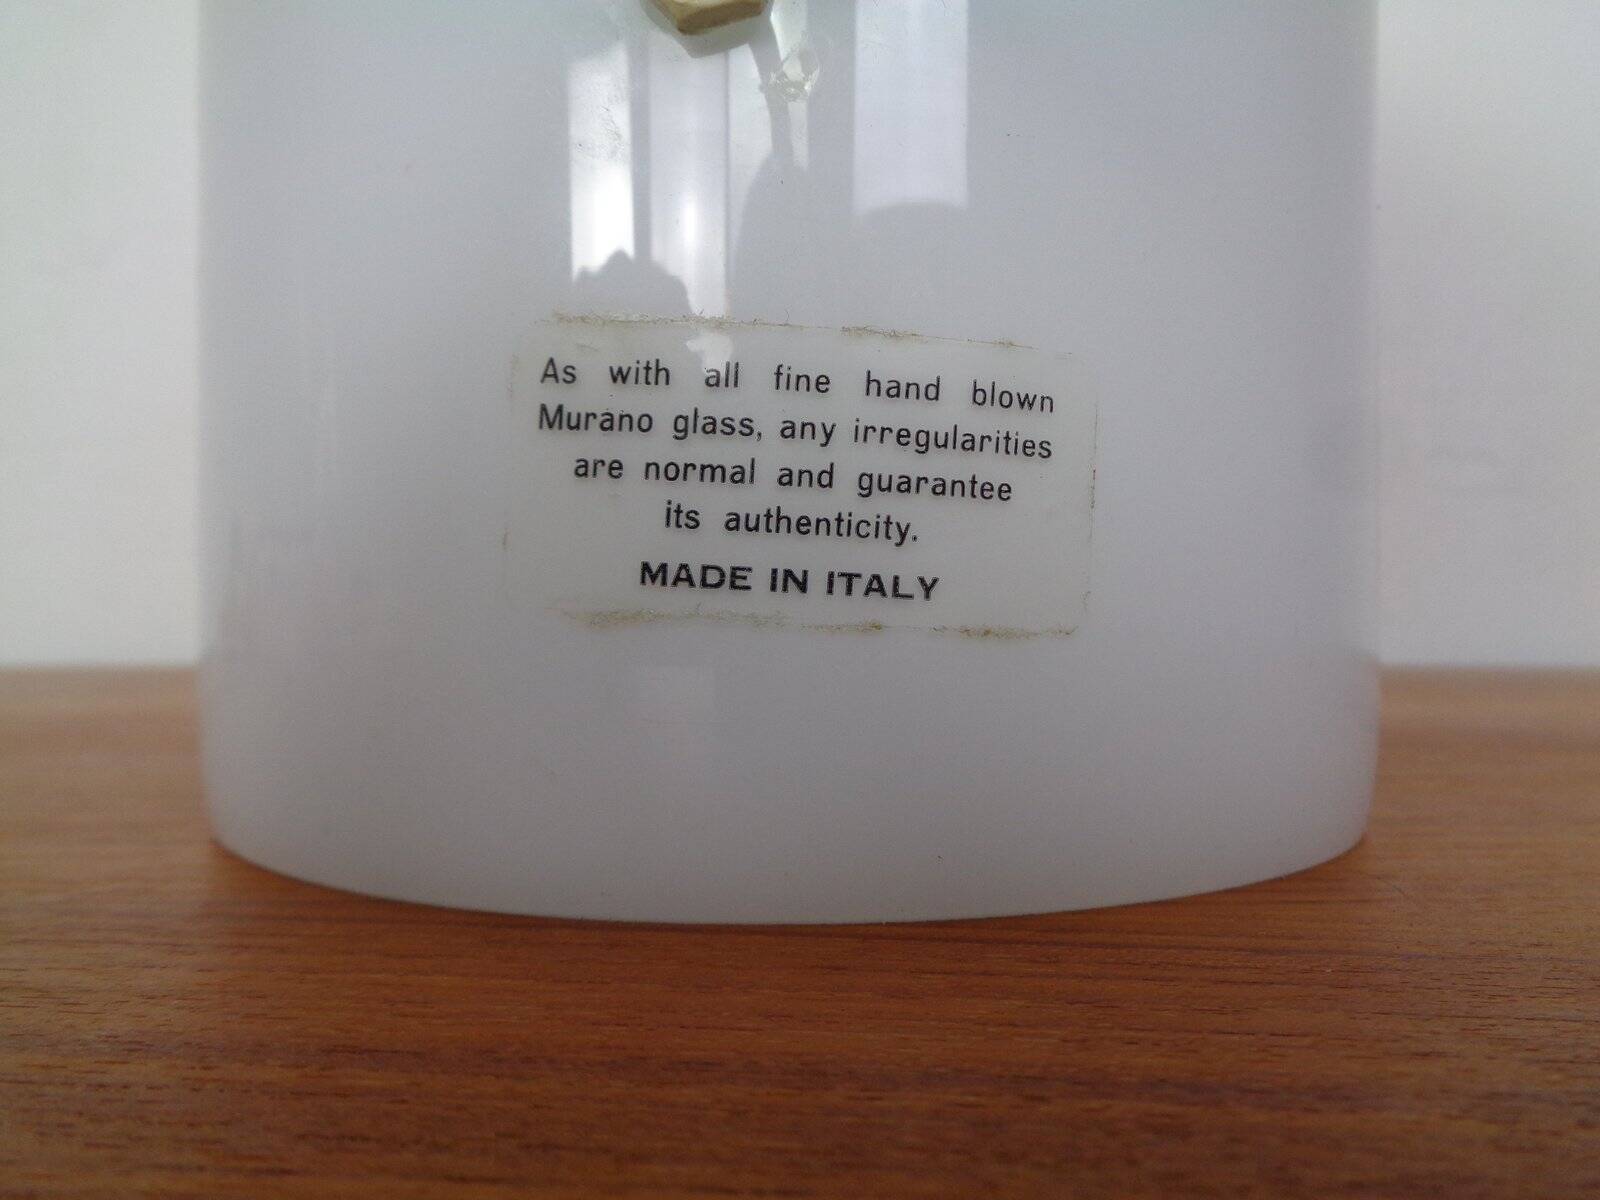 As with all fine hand blown
Murano glass, any irregularities
are normal and guarantee
its authenticity.
MADE IN ITALY